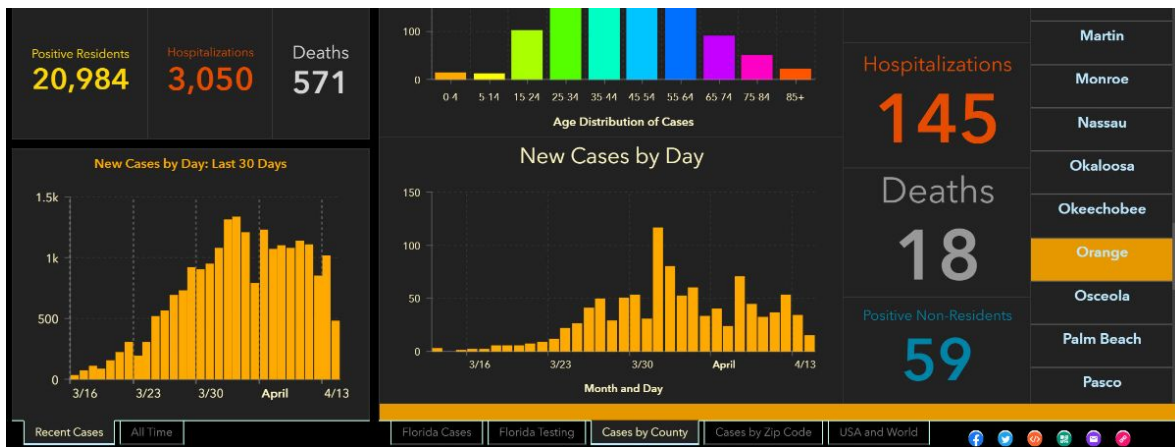 Positive Residents
20,984
Hospitalizations
3,050
Deaths
571
New Cases by Day: Last 30 Days
1.5k
1k
500
0
3/16 3/23 3/30 April 4/13
Recent Cases
All Time
100
0
0-4 5-14 15-24 25-34 35-44 45-54 55-64 65-74 75-84 85+
Age Distribution of Cases
New Cases by Day
150
100
50
0
3/16 3/23 3/30 April 4/13
Month and Day
Florida Cases
Florida Testing
Cases by County
Cases by Zip Code
USA and World
Hospitalizations
145
Deaths
18
Positive Non-Residents
59
Martin
Monroe
Nassau
Okaloosa
Okeechobee
Orange
Osceola
Palm Beach
Pasco